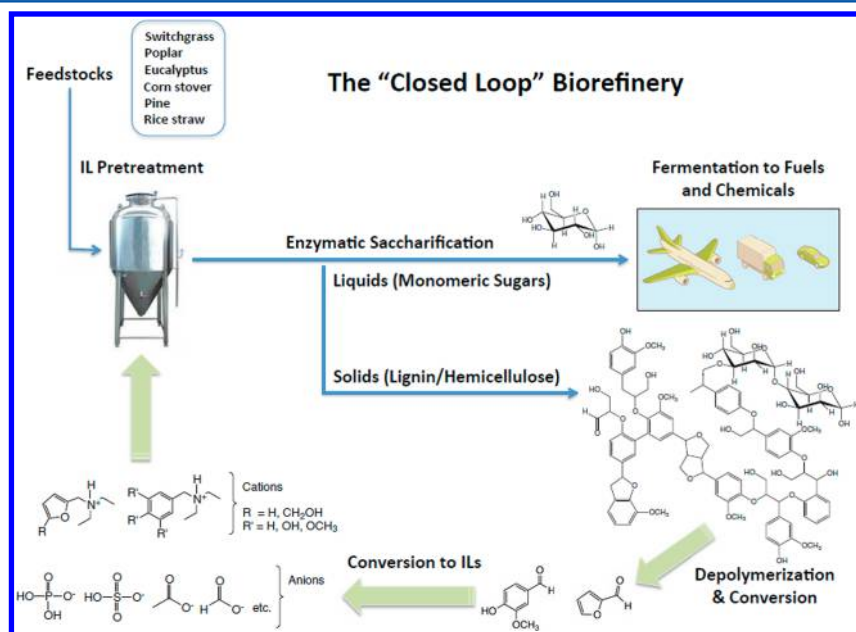 Switchgrass
Poplar
Eucalyptus
Corn stover
Pine
Rice straw
Feedstocks
The “Closed Loop” Biorefinery
IL Pretreatment
Fermentation to Fuels
and Chemicals
Enzymatic Saccharification
Liquids (Monomeric Sugars)
Solids (Lignin/Hemicellulose)
Cations
R = H, CH₂OH
R' = H, OH, OCH₃
Conversion to ILs
Anions
etc.
Depolymerization
& Conversion